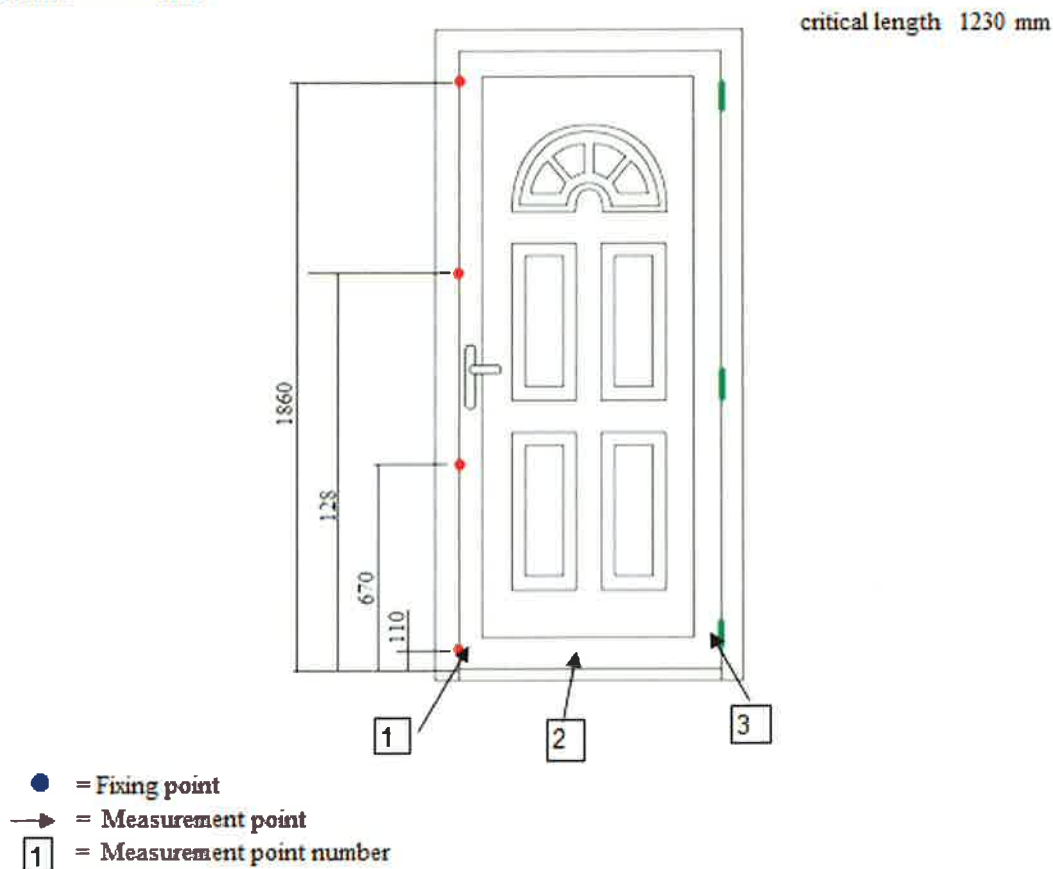 critical length 1230 mm
1860
128
670
110
1
2
3
= Fixing point
= Measurement point
1 = Measurement point number